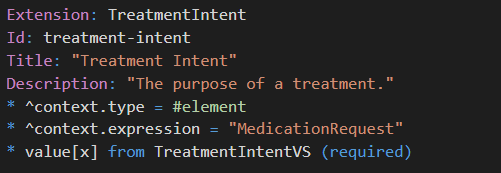 Extension: TreatmentIntent
Id: treatment-intent
Title: "Treatment Intent"
Description: "The purpose of a treatment."
* ^context.type = #element
* ^context.expression = "MedicationRequest"
* value[x] from TreatmentIntentVS (required)